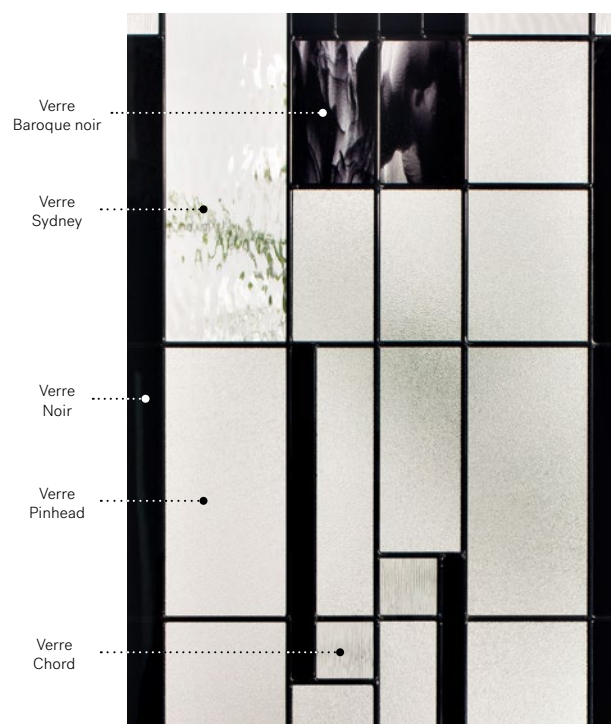 Verre
Baroque noir
Verre
Sydney
Verre
Noir
Verre
Pinhead
Verre
Chord